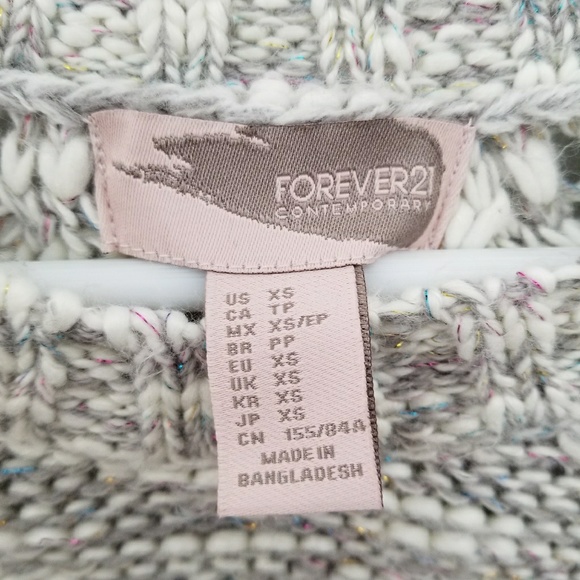 FOREVER21
CONTEMPORARY
US XS
CA TP
MX XS/EP
BR PP
EU XS
UK XS
KR XS
JP XS
CN 155/84A
MADE IN
BANGLADESH